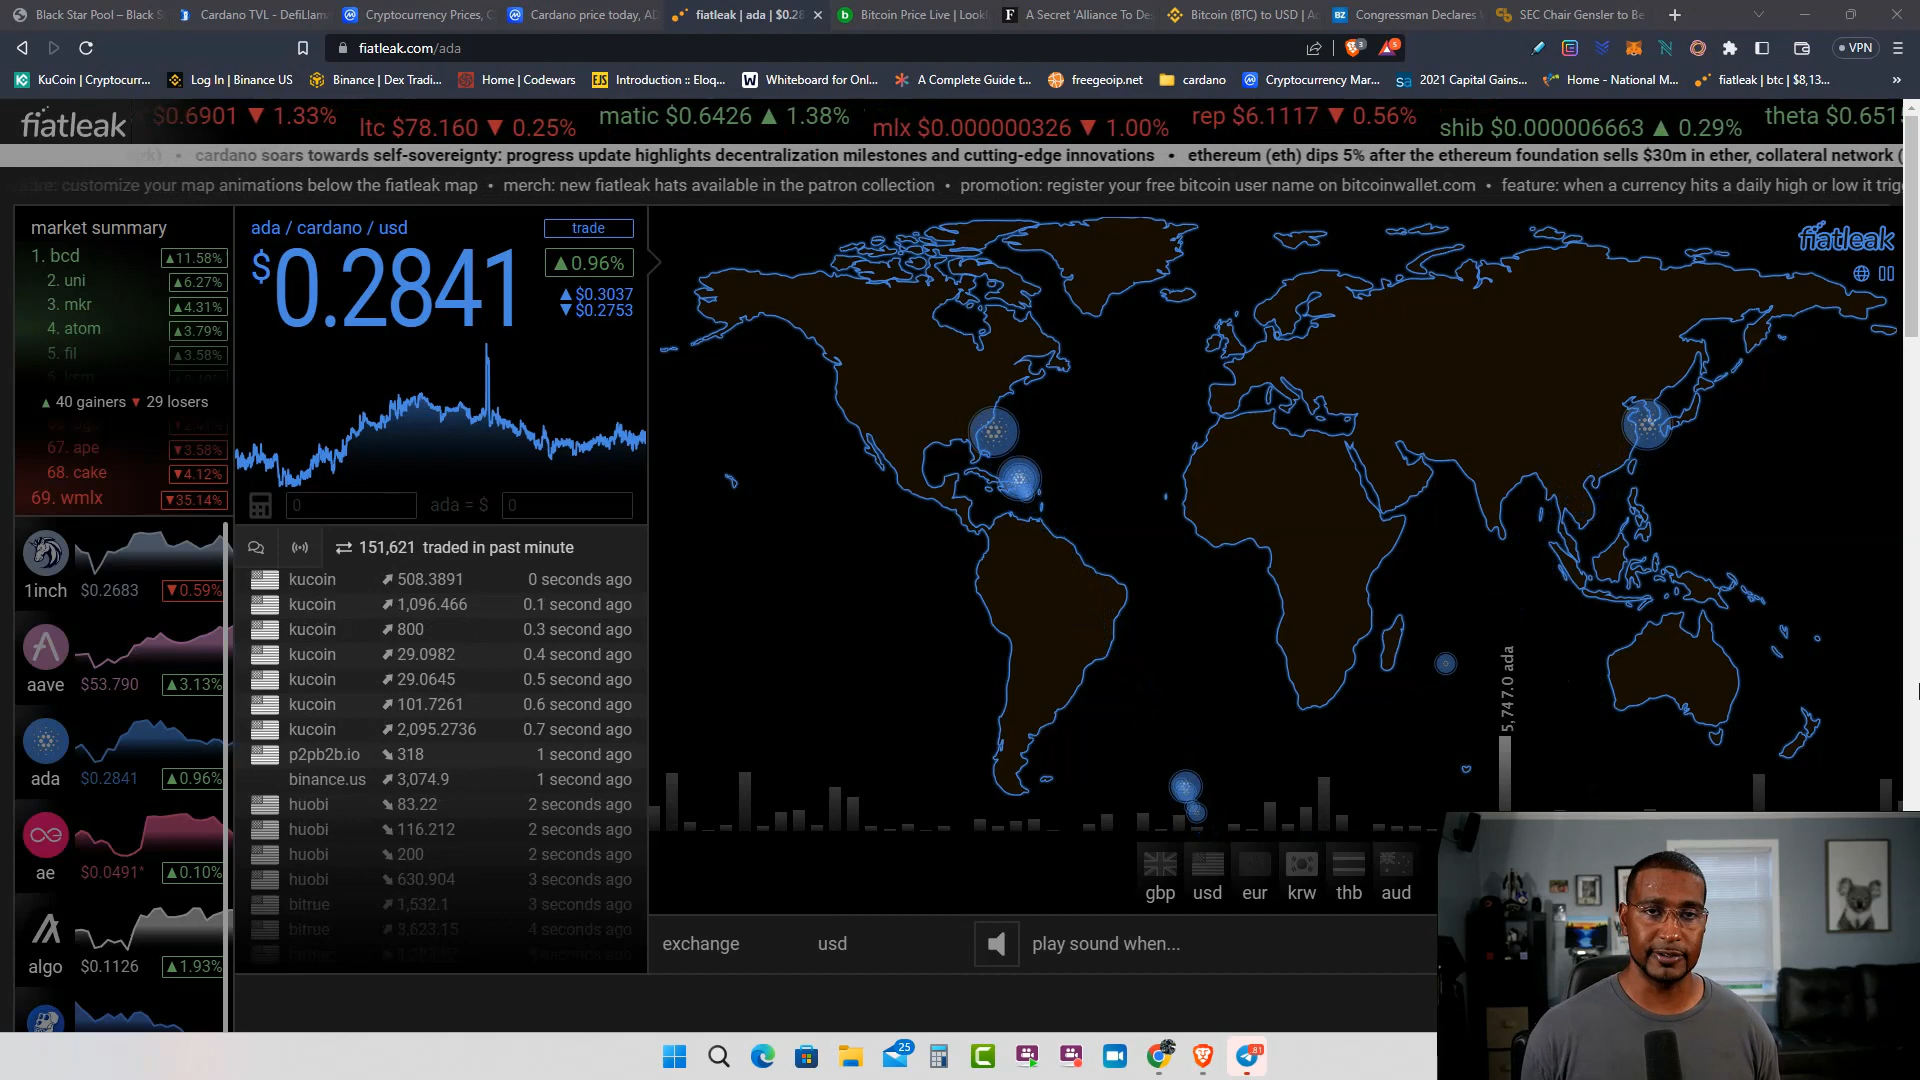 Black Star Pool – Black S
Cardano TVL - DefiLlam
Cryptocurrency Prices, C
Cardano price today, AD
fiatleak | ada | $0.28
Bitcoin Price Live | Look
A Secret 'Alliance To De
Bitcoin (BTC) to USD | A
Congressman Declares
SEC Chair Gensler to Be
fiatleak.com/ada
VPN
KuCoin | Cryptocurr...
Log In | Binance US
Binance | Dex Tradi...
Home | Codewars
Introduction :: Eloq...
Whiteboard for Onl...
A Complete Guide t...
freegeoip.net
cardano
Cryptocurrency Mar...
2021 Capital Gains...
Home - National M...
fiatleak | btc | $8,13...
fiatleak
$0.6901 ▼ 1.33%
ltc $78.160 ▼ 0.25%
matic $0.6426 ▲ 1.38%
mlx $0.000000326 ▼ 1.00%
rep $6.1117 ▼ 0.56%
shib $0.000006663 ▲ 0.29%
theta $0.651
cardano soars towards self-sovereignty: progress update highlights decentralization milestones and cutting-edge innovations • ethereum (eth) dips 5% after the ethereum foundation sells $30m in ether, collateral network (
customize your map animations below the fiatleak map • merch: new fiatleak hats available in the patron collection • promotion: register your free bitcoin user name on bitcoinwallet.com • feature: when a currency hits a daily high or low it trig
market summary
1. bcd ▲11.58%
2. uni ▲6.27%
3. mkr ▲4.31%
4. atom ▲3.79%
5. fil ▲3.58%
▲ 40 gainers ▼ 29 losers
67. ape ▼3.58%
68. cake ▼4.12%
69. wmlx ▼35.14%
ada / cardano / usd
trade
$0.2841
▲0.96%
▲$0.3037
▼$0.2753
0 ada = $ 0
151,621 traded in past minute
kucoin 508.3891 0 seconds ago
kucoin 1,096.466 0.1 second ago
kucoin 800 0.3 second ago
kucoin 29.0982 0.4 second ago
kucoin 29.0645 0.5 second ago
kucoin 101.7261 0.6 second ago
kucoin 2,095.2736 0.7 second ago
p2pb2b.io 318 1 second ago
binance.us 3,074.9 1 second ago
huobi 83.22 2 seconds ago
huobi 116.212 2 seconds ago
huobi 200 2 seconds ago
huobi 630.904 3 seconds ago
bitrue 1,532.1 3 seconds ago
bitrue 3,623.15 4 seconds ago
1inch $0.2683 ▼0.59%
aave $53.790 ▲3.13%
ada $0.2841 ▲0.96%
ae $0.0491* ▲0.10%
algo $0.1126 ▲1.93%
fiatleak
5,747.0 ada
gbp usd eur krw thb aud
exchange usd play sound when...
25
81